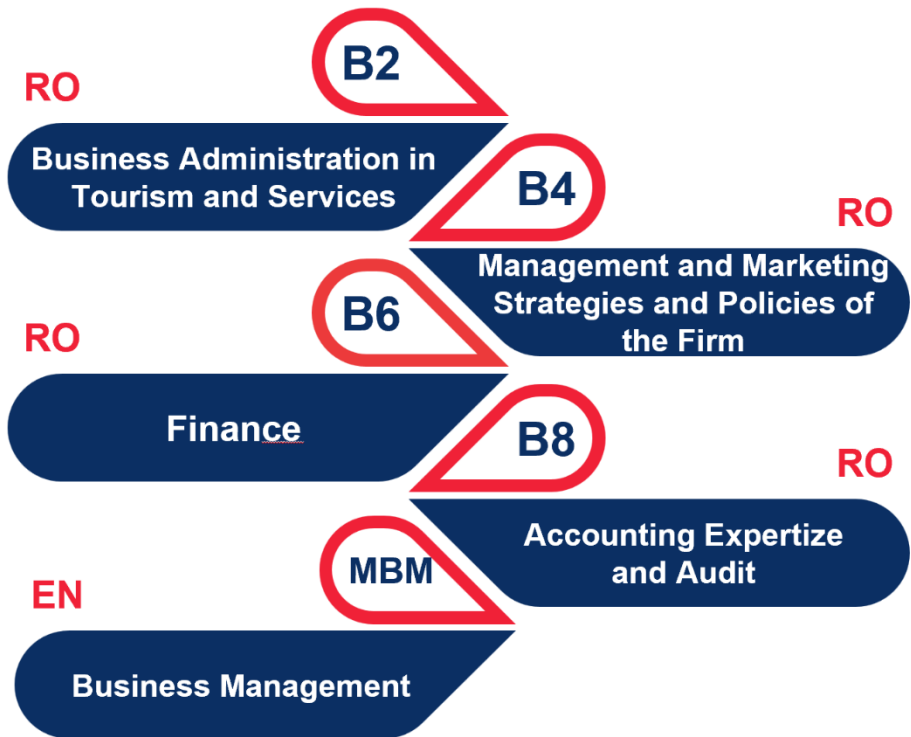 B2
RO
Business Administration in
Tourism and Services
B4
RO
Management and Marketing
Strategies and Policies of
the Firm
B6
RO
Finance
B8
RO
Accounting Expertize
and Audit
MBM
EN
Business Management